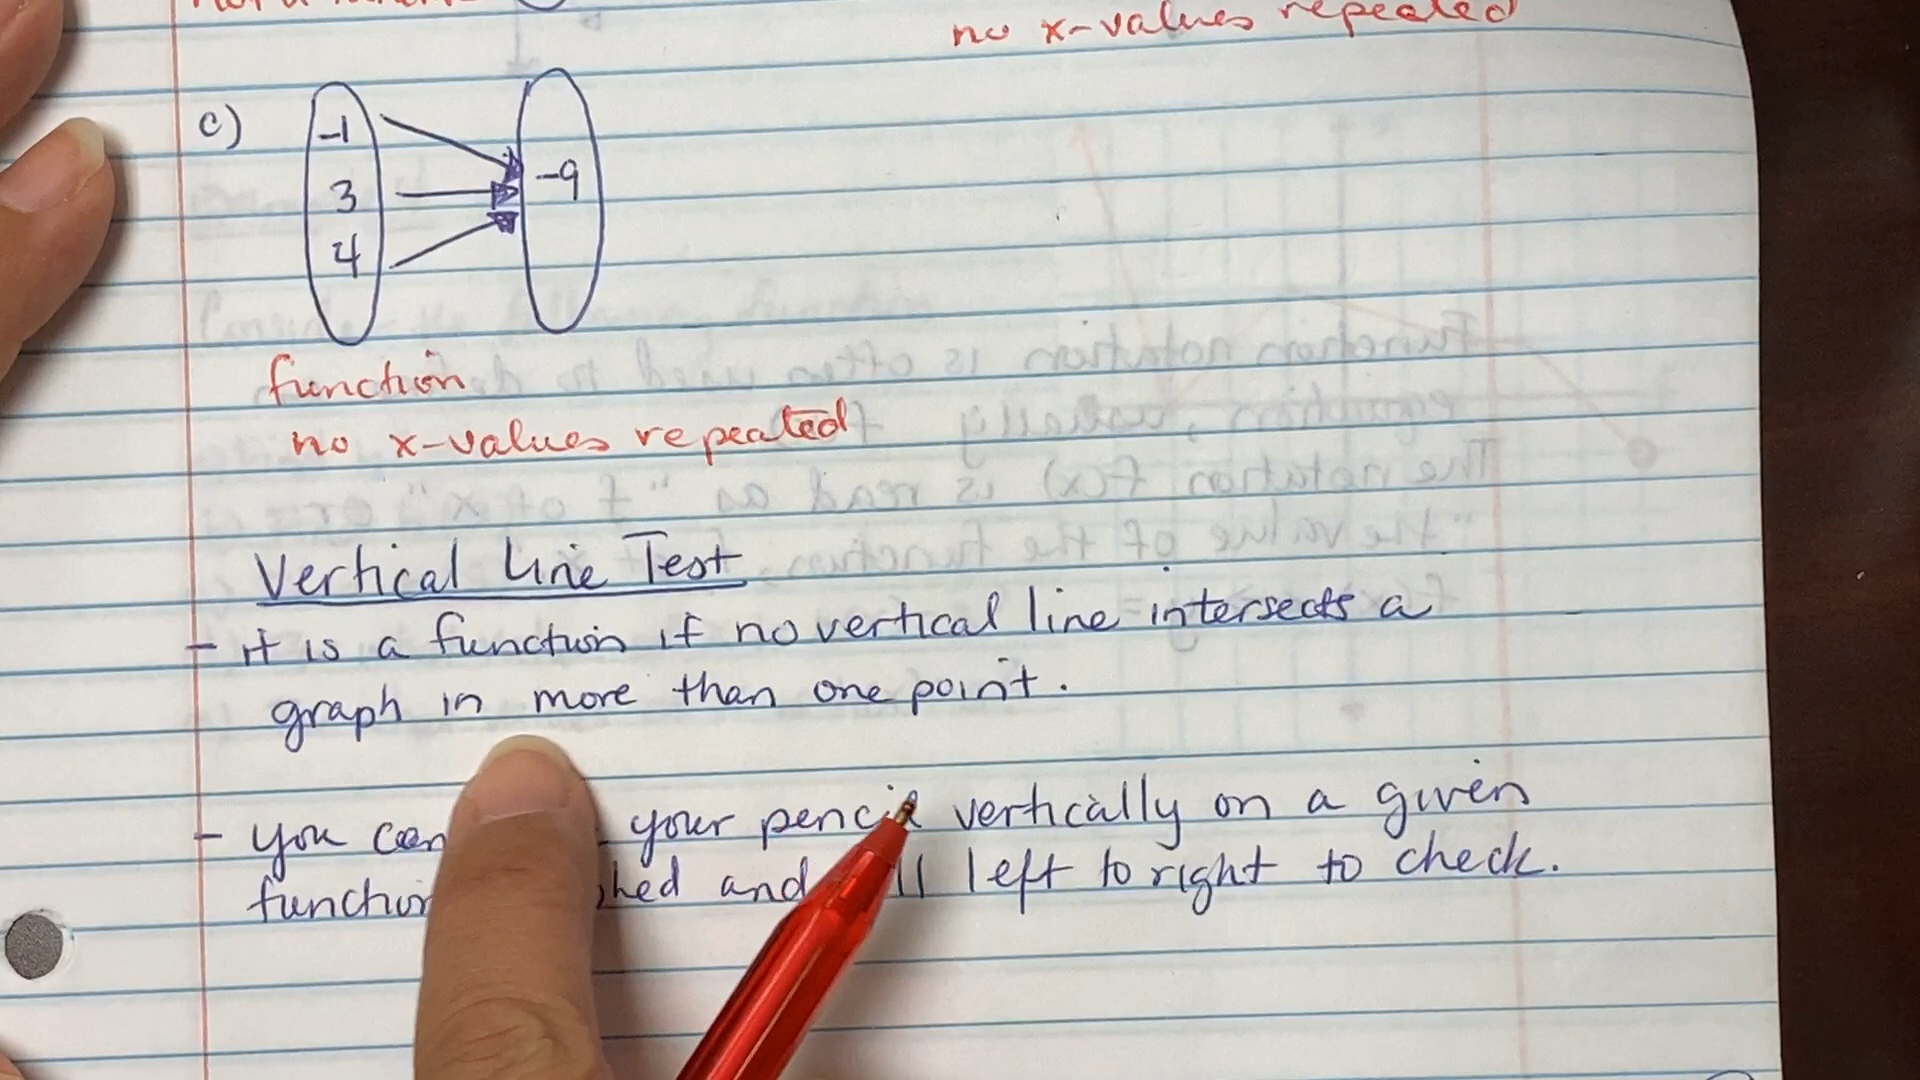 no x-values repeated
c)
-1
3
4
-9
function
no x-values repeated
Vertical Line Test
- it is a function if no vertical line intersects a
graph in more than one point.
- you can your pencil vertically on a given
left to right to check.
and